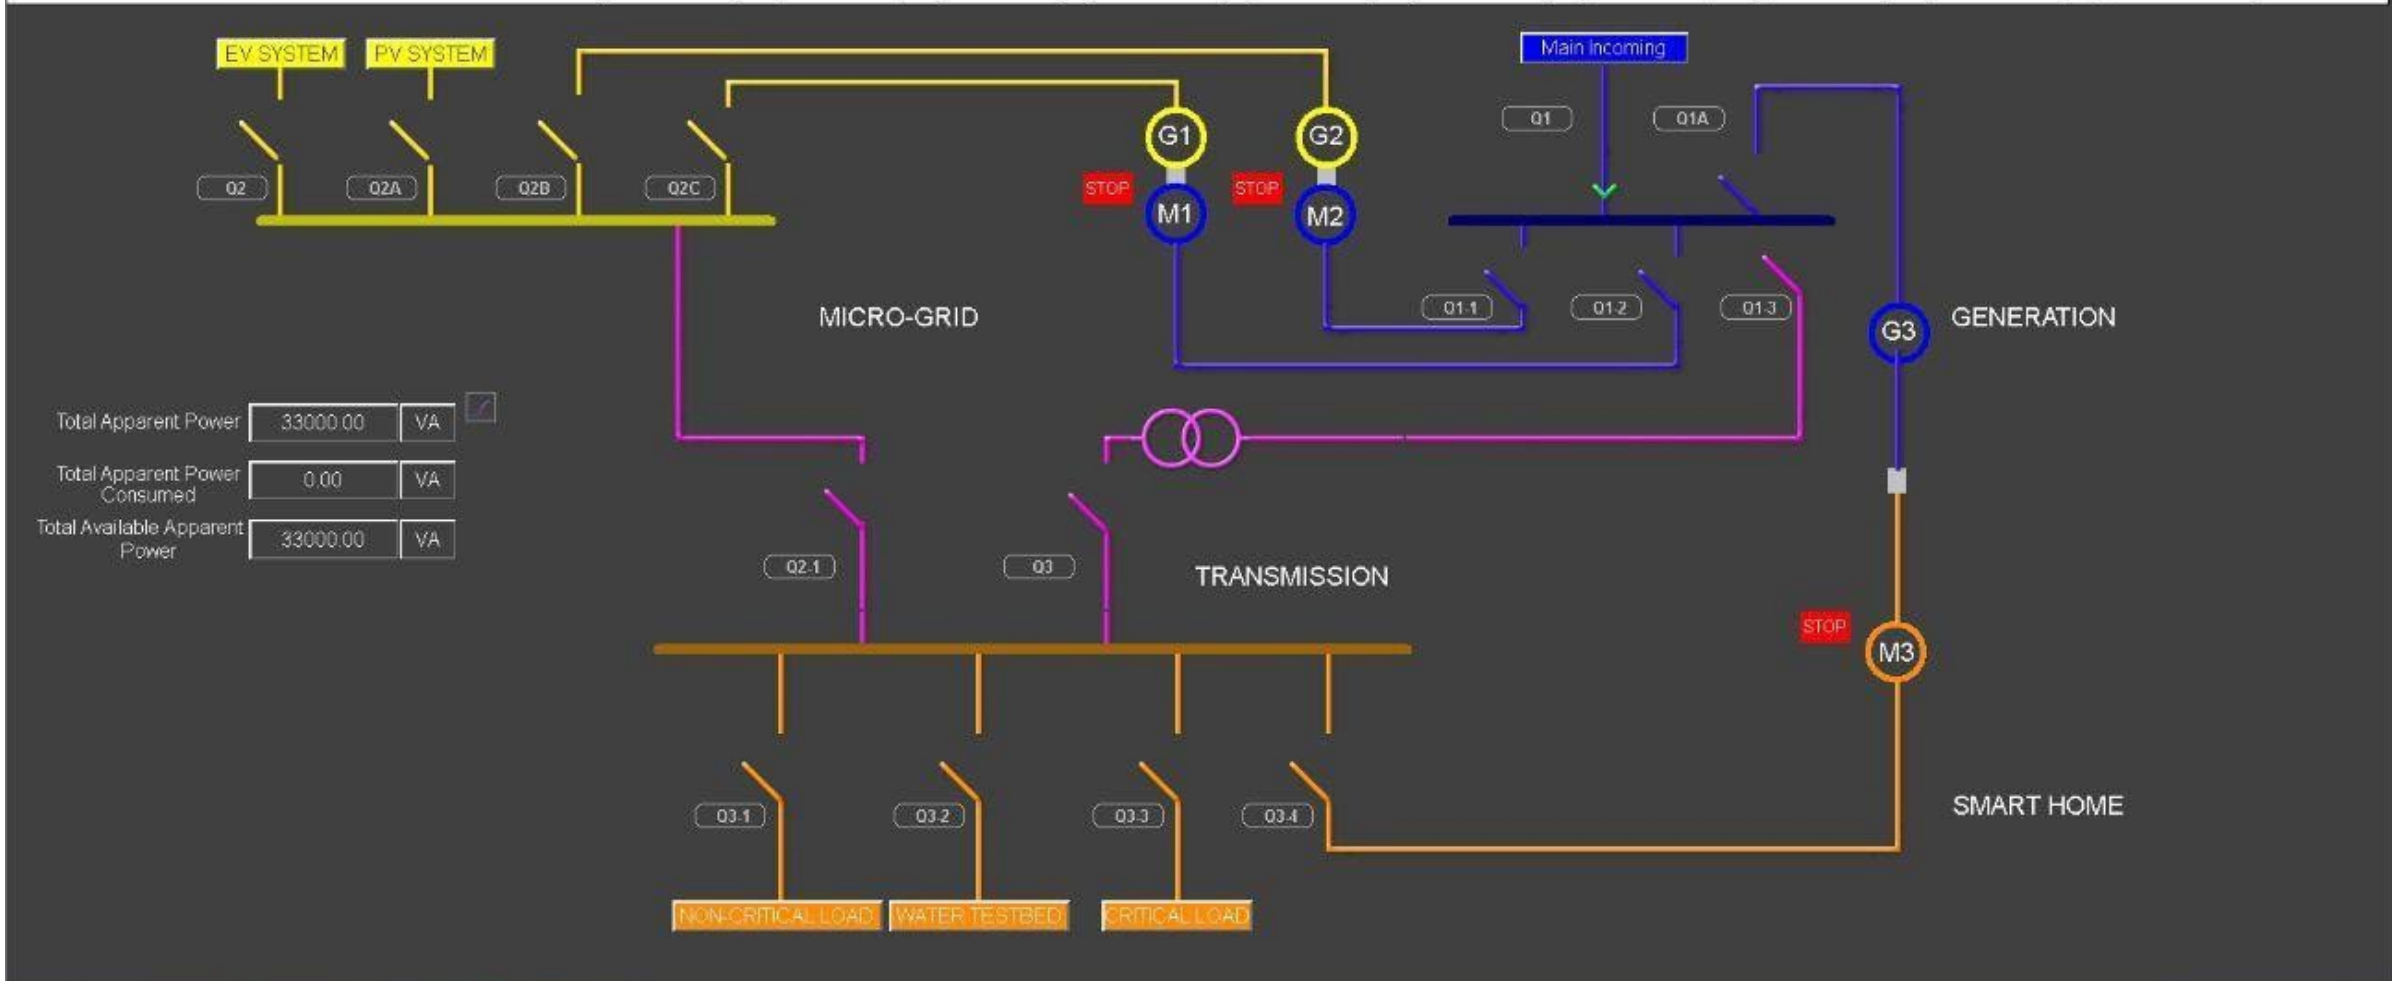 EV SYSTEM
PV SYSTEM
Main Incoming
Q1
Q1A
G1
G2
Q2
Q2A
Q2B
Q2C
STOP
STOP
M1
M2
MICRO-GRID
Q1-1
Q1-2
Q1-3
G3
GENERATION
Total Apparent Power
33000.00
VA
Total Apparent Power
Consumed
0.00
VA
Total Available Apparent
Power
33000.00
VA
Q2-1
Q3
TRANSMISSION
STOP
M3
Q3-1
Q3-2
Q3-3
Q3-4
SMART HOME
NON-CRITICAL LOAD
WATER TESTBED
CRITICAL LOAD